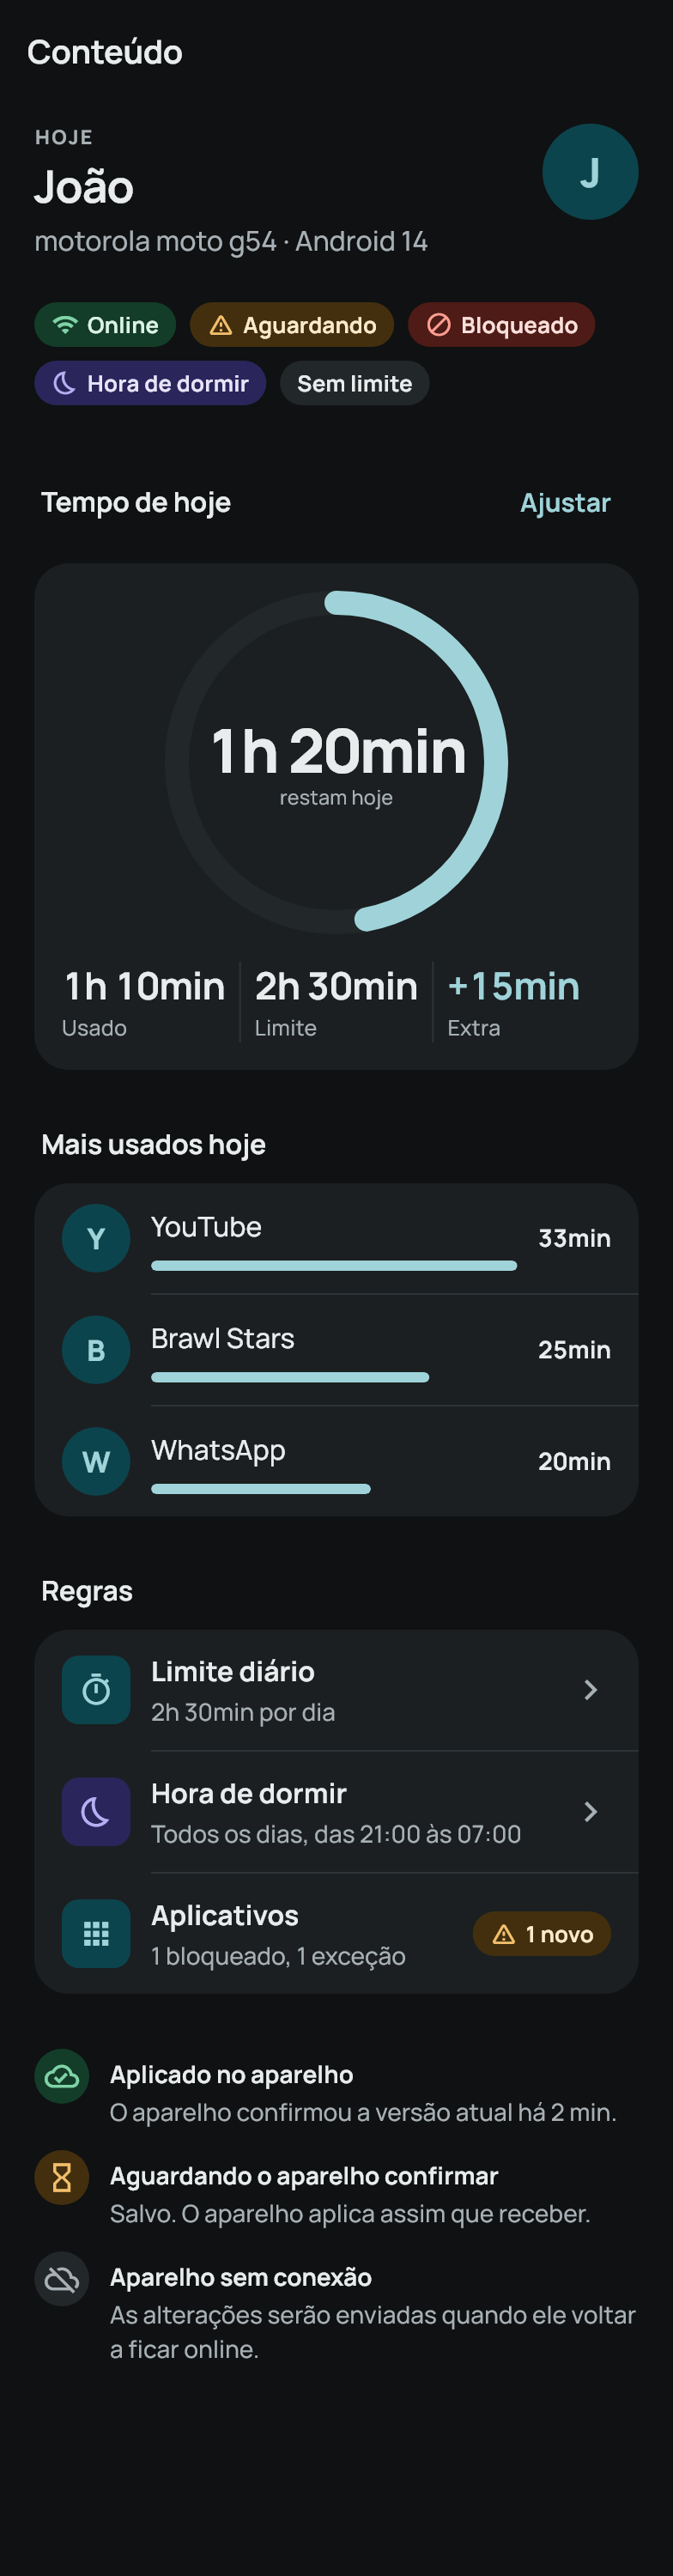 Conteúdo
HOJE
João
J
motorola moto g54 · Android 14
Online
Aguardando
Bloqueado
Hora de dormir
Sem limite
Tempo de hoje
Ajustar
1h 20min
restam hoje
1h 10min
Usado
2h 30min
Limite
+15min
Extra
Mais usados hoje
Y
YouTube
33min
B
Brawl Stars
25min
W
WhatsApp
20min
Regras
Limite diário
2h 30min por dia
Hora de dormir
Todos os dias, das 21:00 às 07:00
Aplicativos
1 bloqueado, 1 exceção
1 novo
Aplicado no aparelho
O aparelho confirmou a versão atual há 2 min.
Aguardando o aparelho confirmar
Salvo. O aparelho aplica assim que receber.
Aparelho sem conexão
As alterações serão enviadas quando ele voltar
a ficar online.